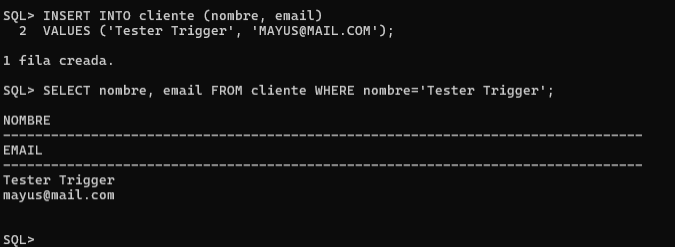 SQL> INSERT INTO cliente (nombre, email)
  2  VALUES ('Tester Trigger', 'MAYUS@MAIL.COM');
1 fila creada.
SQL> SELECT nombre, email FROM cliente WHERE nombre='Tester Trigger';
NOMBRE
--------------------------------------------------------------------------------
EMAIL
--------------------------------------------------------------------------------
Tester Trigger
mayus@mail.com
SQL>